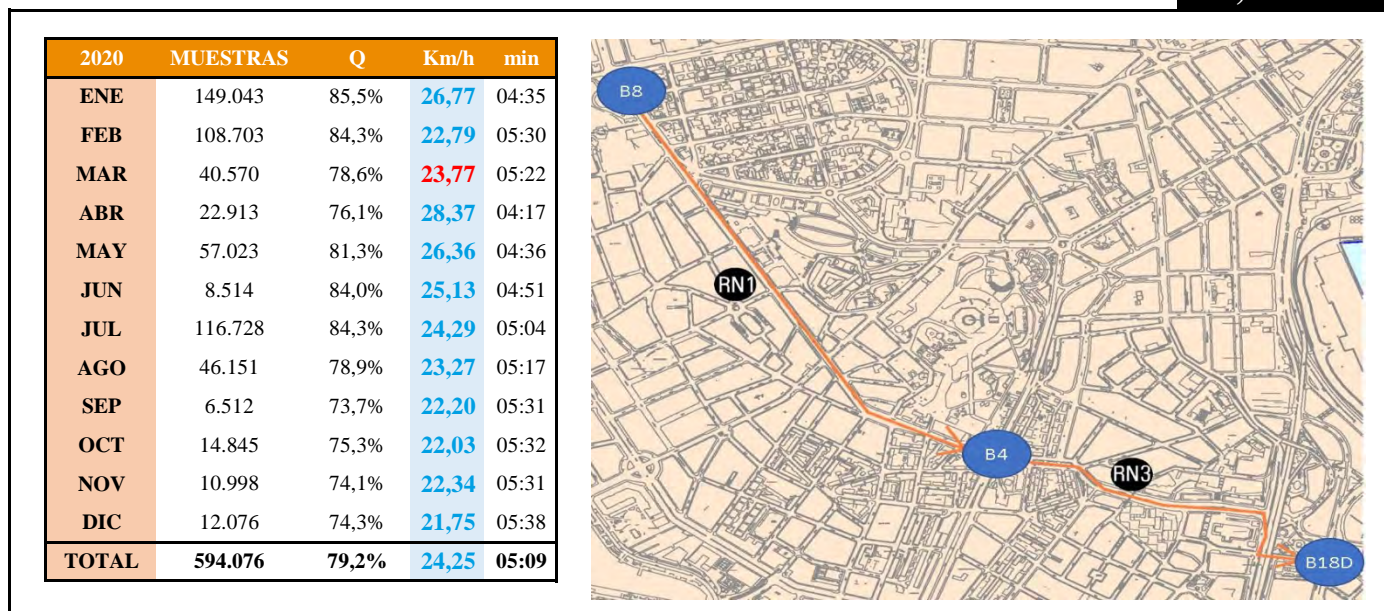 2020 MUESTRAS Q Km/h min
ENE 149.043 85,5% 26,77 04:35
FEB 108.703 84,3% 22,79 05:30
MAR 40.570 78,6% 23,77 05:22
ABR 22.913 76,1% 28,37 04:17
MAY 57.023 81,3% 26,36 04:36
JUN 8.514 84,0% 25,13 04:51
JUL 116.728 84,3% 24,29 05:04
AGO 46.151 78,9% 23,27 05:17
SEP 6.512 73,7% 22,20 05:31
OCT 14.845 75,3% 22,03 05:32
NOV 10.998 74,1% 22,34 05:31
DIC 12.076 74,3% 21,75 05:38
TOTAL 594.076 79,2% 24,25 05:09
B8
RN1
B4
RN3
B18D